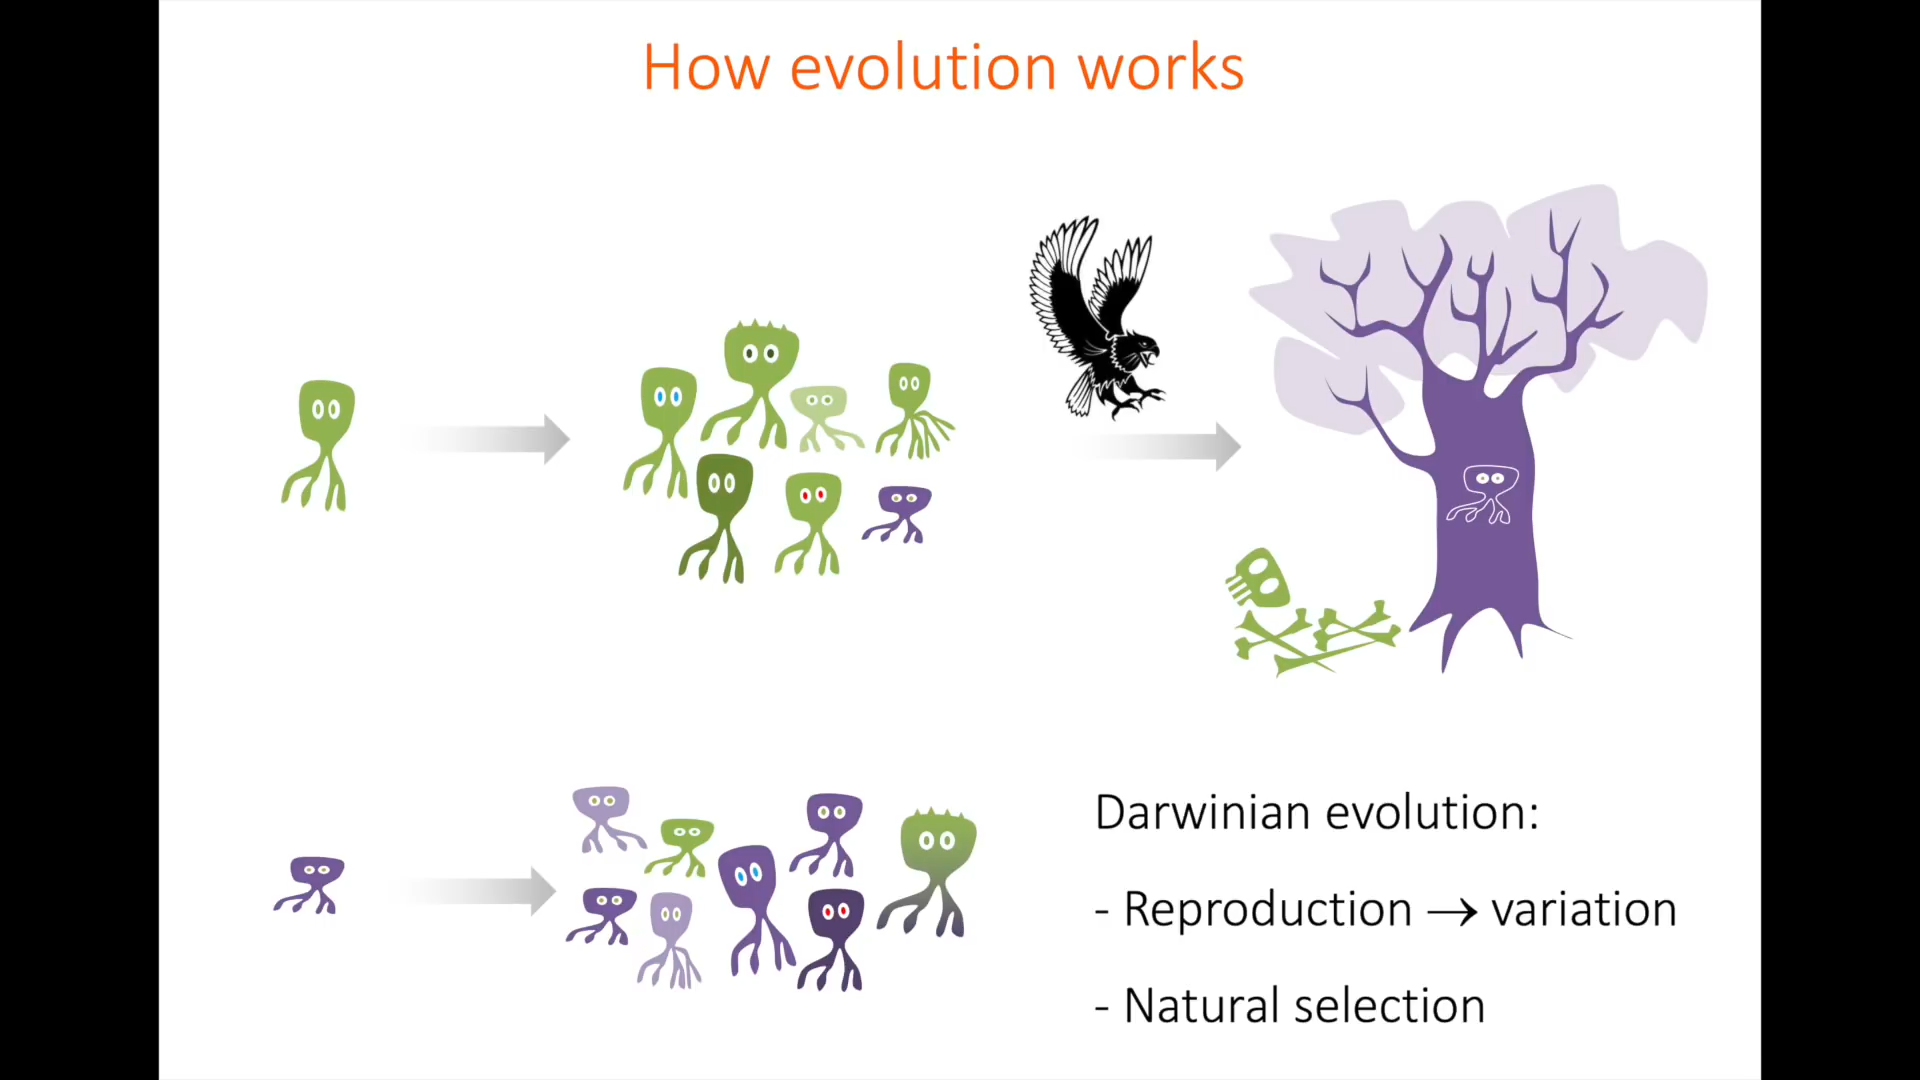 How evolution works
Darwinian evolution:
- Reproduction → variation
- Natural selection